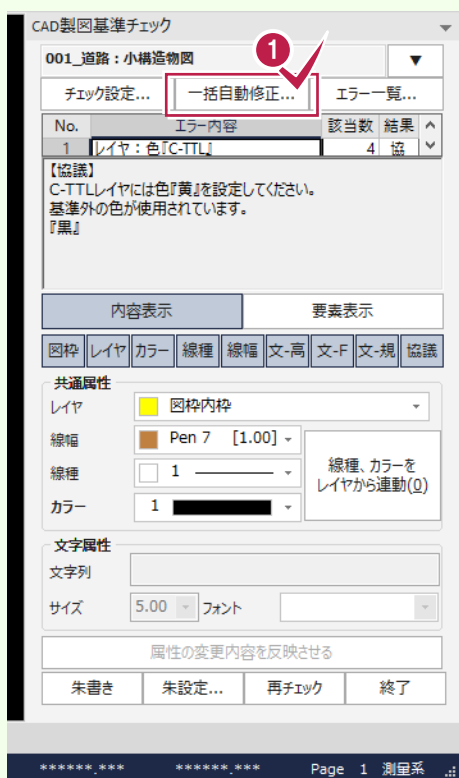 CAD製図基準チェック
001_道路：小構造物図 ▼
1
チェック設定... 一括自動修正... エラー一覧...
No. エラー内容 該当数 結果
1 レイヤ：色『C-TTL』 4 協
【協議】
C-TTLレイヤには色『黄』を設定してください。
基準外の色が使用されています。
『黒』
内容表示 要素表示
図枠 レイヤ カラー 線種 線幅 文-高 文-F 文-規 協議
共通属性
レイヤ 図枠内枠
線幅 Pen 7 [1.00]
線種 1
カラー 1
線種、カラーを
レイヤから連動(0)
文字属性
文字列
サイズ 5.00 フォント
属性の変更内容を反映させる
朱書き 朱設定... 再チェック 終了
******.*** ******.*** Page 1 測量系